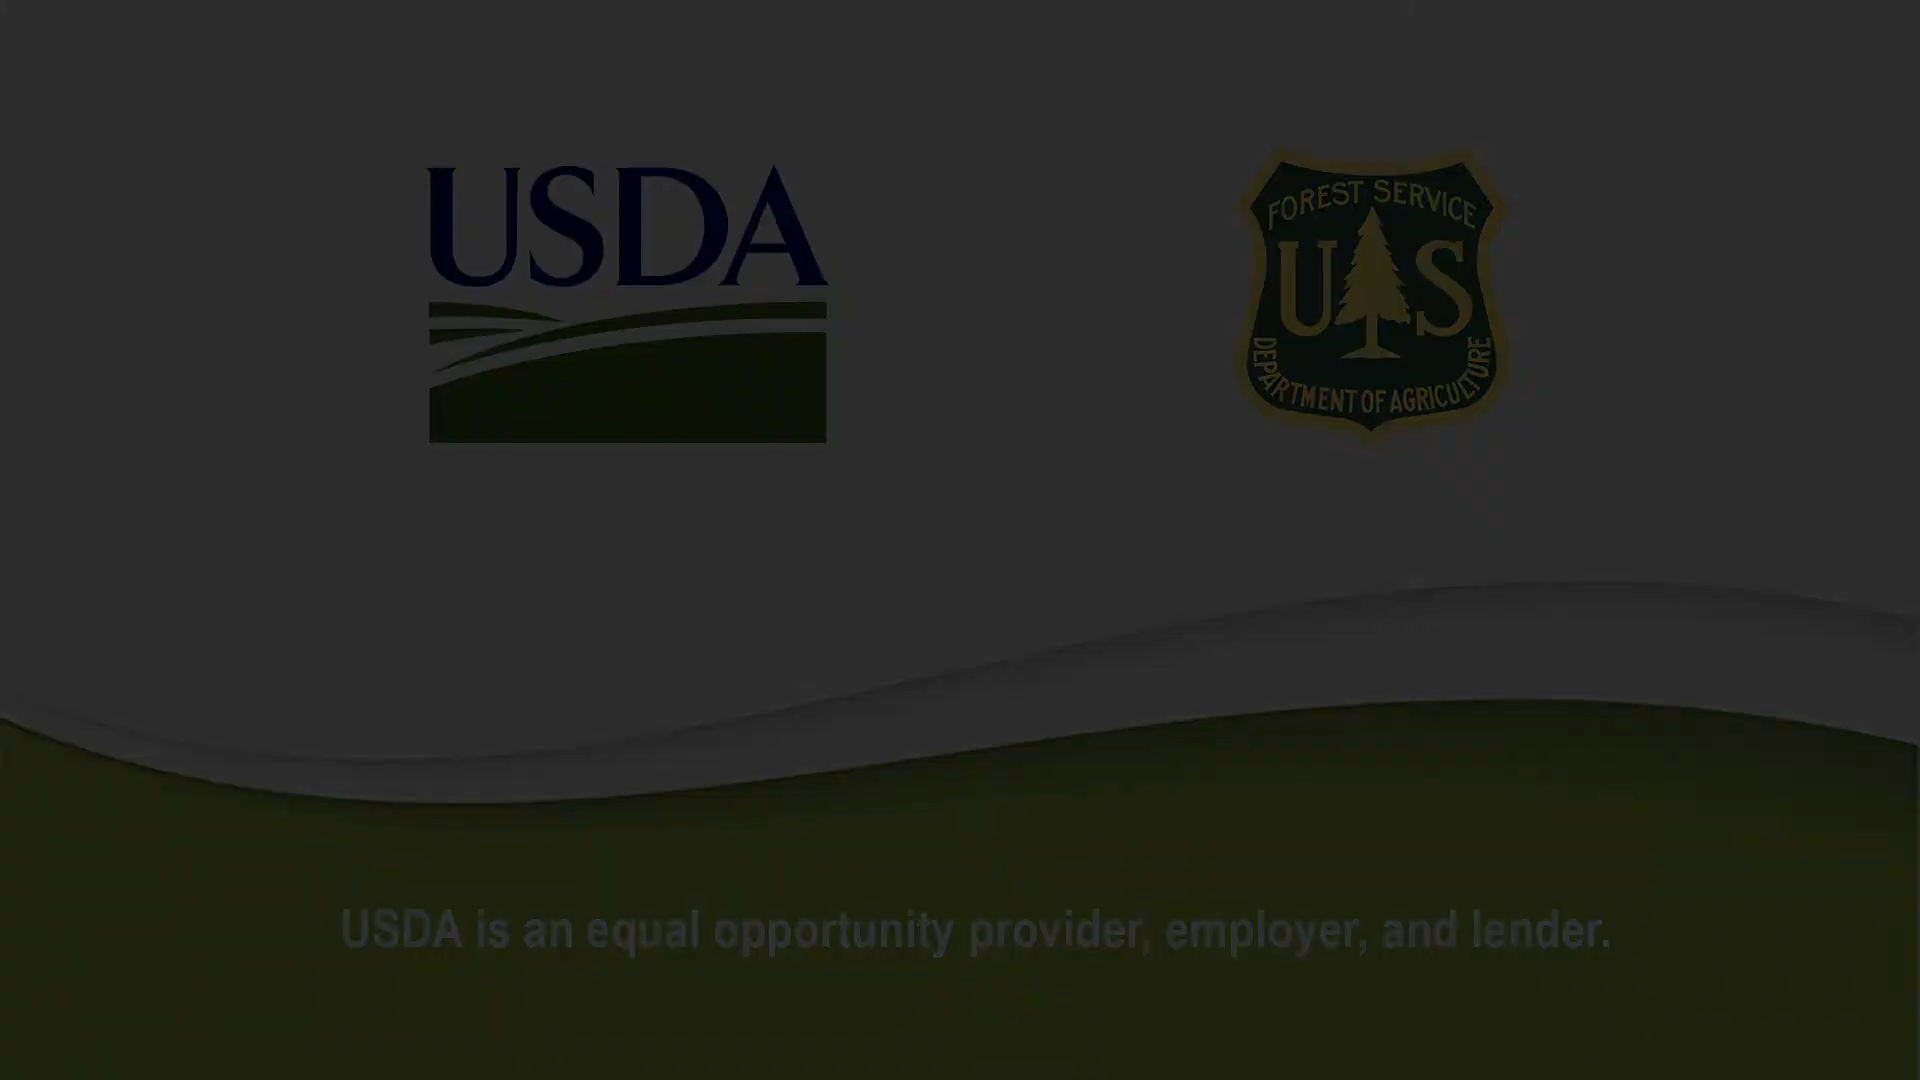 USDA
FOREST SERVICE
U S
DEPARTMENT OF AGRICULTURE
USDA is an equal opportunity provider, employer, and lender.